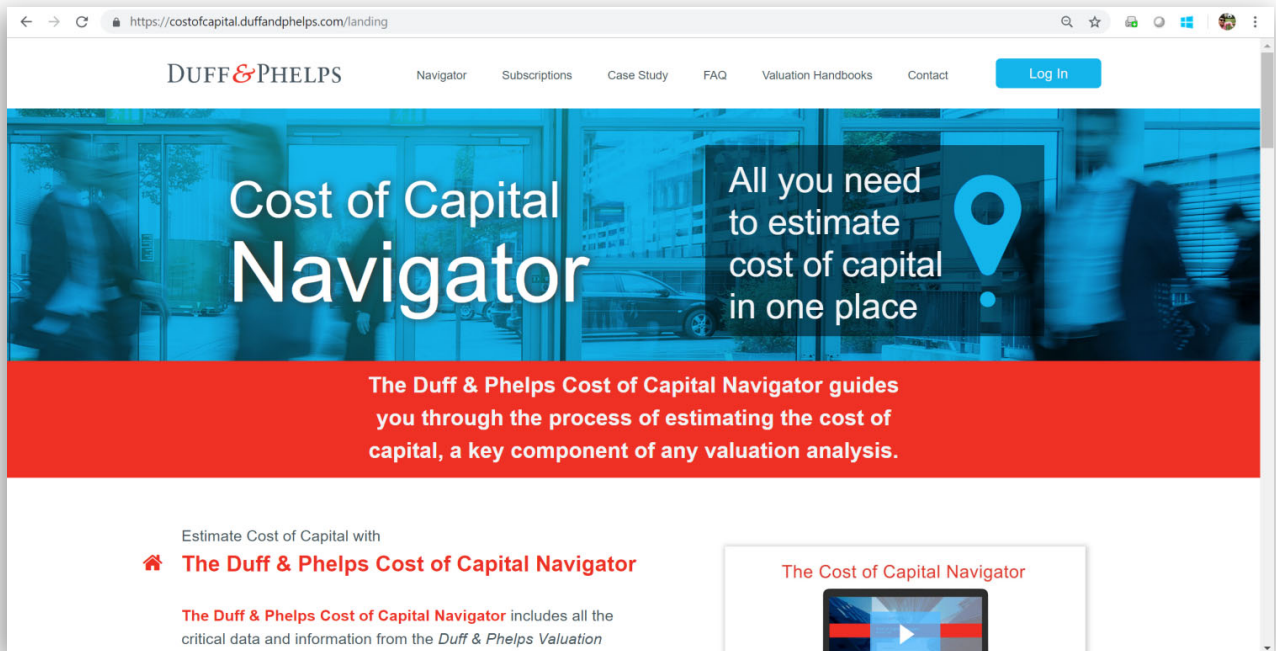 https://costofcapital.duffandphelps.com/landing
DUFF&PHELPS
Navigator Subscriptions Case Study FAQ Valuation Handbooks Contact Log In
Cost of Capital
Navigator
All you need
to estimate
cost of capital
in one place
The Duff & Phelps Cost of Capital Navigator guides
you through the process of estimating the cost of
capital, a key component of any valuation analysis.
Estimate Cost of Capital with
The Duff & Phelps Cost of Capital Navigator
The Duff & Phelps Cost of Capital Navigator includes all the
critical data and information from the Duff & Phelps Valuation
The Cost of Capital Navigator